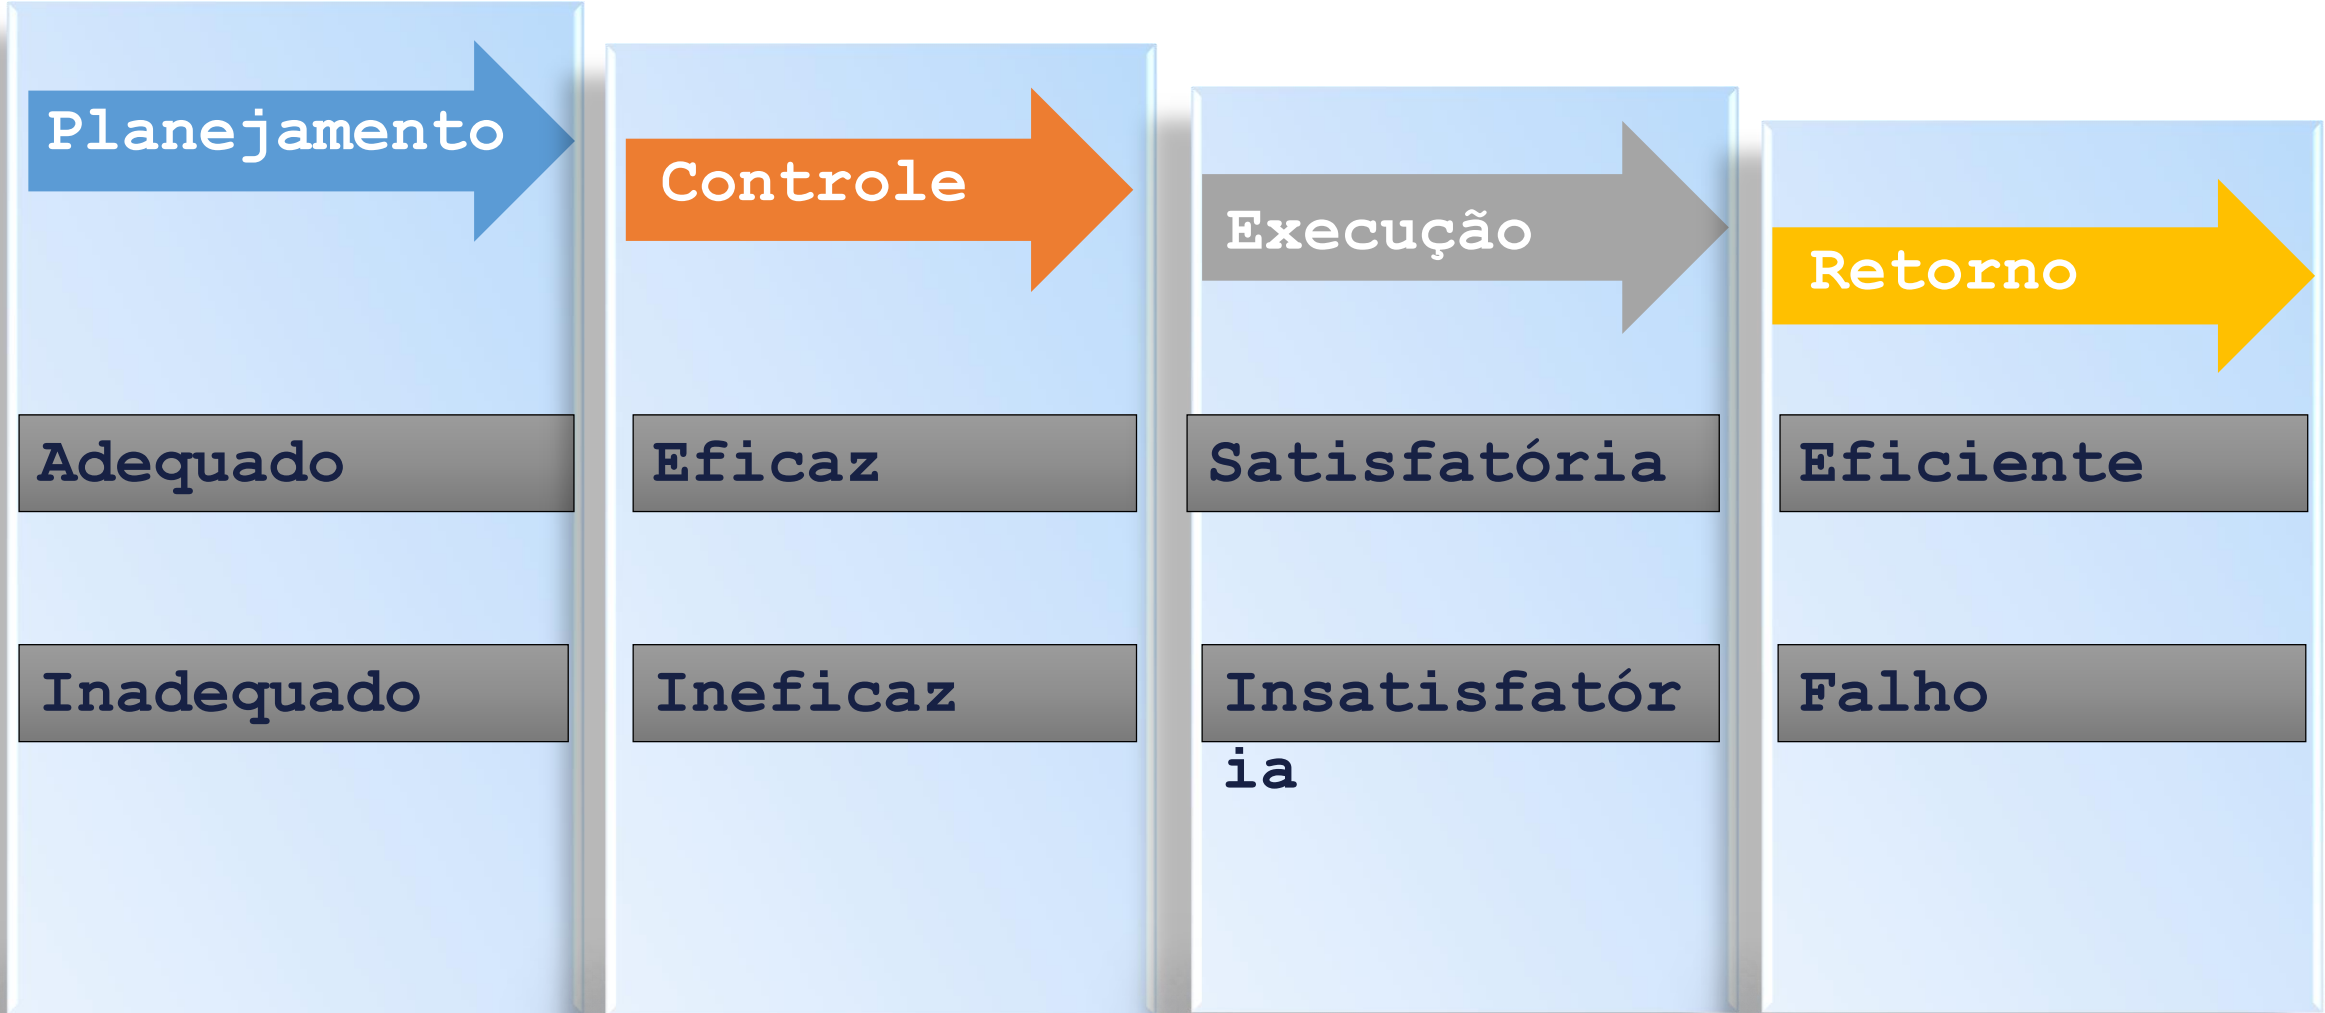 Planejamento
Controle
Execução
Retorno
Adequado
Eficaz
Satisfatória
Eficiente
Inadequado
Ineficaz
Insatisfatór
ia
Falho